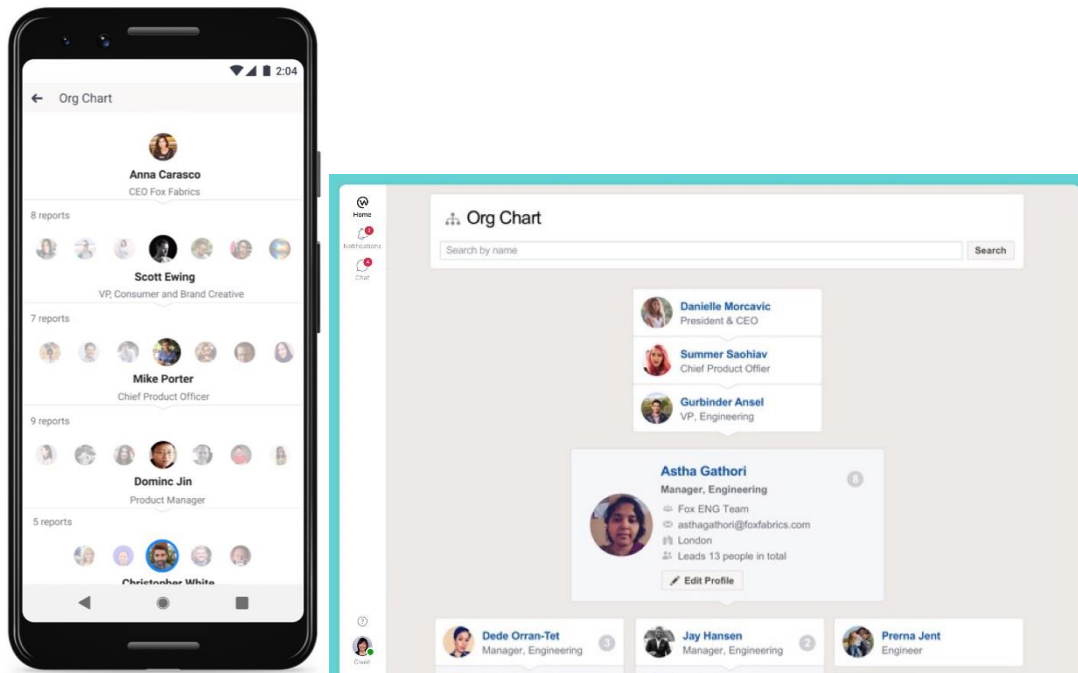 2:04
Org Chart
Anna Carasco
CEO Fox Fabrics
8 reports
Scott Ewing
VP, Consumer and Brand Creative
7 reports
Mike Porter
Chief Product Officer
9 reports
Dominc Jin
Product Manager
5 reports
Christopher White
Home
Notifications
Chat
Org Chart
Search by name
Search
Danielle Morcavic
President & CEO
Summer Saohiav
Chief Product Offier
Gurbinder Ansel
VP, Engineering
Astha Gathori
8
Manager, Engineering
Fox ENG Team
asthagathori@foxfabrics.com
London
Leads 13 people in total
Edit Profile
Dede Orran-Tet
Manager, Engineering
3
Jay Hansen
Manager, Engineering
2
Prerna Jent
Engineer